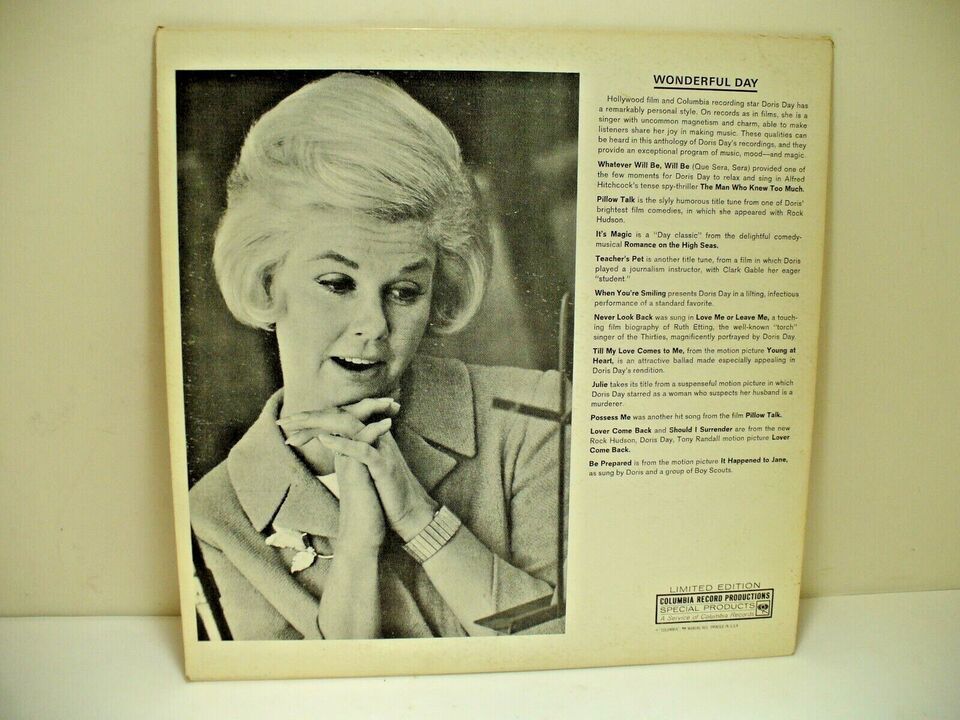 WONDERFUL DAY
Hollywood film and Columbia recording star Doris Day has
a remarkably personal style. On records as in films, she is a
singer with uncommon magnetism and charm, able to make
listeners share her joy in making music. These qualities can
be heard in this anthology of Doris Day's recordings, and they
provide an exceptional program of music, mood—and magic.
Whatever Will Be, Will Be (Que Sera, Sera) provided one of
the few moments for Doris Day to relax and sing in Alfred
Hitchcock's tense spy-thriller The Man Who Knew Too Much.
Pillow Talk is the slyly humorous title tune from one of Doris'
brightest film comedies, in which she appeared with Rock
Hudson.
It's Magic is a "Day classic" from the delightful comedy-
musical Romance on the High Seas.
Teacher's Pet is another title tune, from a film in which Doris
played a journalism instructor, with Clark Gable her eager
"student."
When You're Smiling presents Doris Day in a lilting, infectious
performance of a standard favorite.
Never Look Back was sung in Love Me or Leave Me, a touch-
ing film biography of Ruth Etting, the well-known "torch"
singer of the Thirties, magnificently portrayed by Doris Day.
Till My Love Comes to Me, from the motion picture Young at
Heart, is an attractive ballad made especially appealing in
Doris Day's rendition.
Julie takes its title from a suspenseful motion picture in which
Doris Day starred as a woman who suspects her husband is a
murderer.
Possess Me was another hit song from the film Pillow Talk.
Lover Come Back and Should I Surrender are from the new
Rock Hudson, Doris Day, Tony Randall motion picture Lover
Come Back.
Be Prepared is from the motion picture It Happened to Jane,
as sung by Doris and a group of Boy Scouts.
LIMITED EDITION
COLUMBIA RECORD PRODUCTIONS
SPECIAL PRODUCTS
A Service of Columbia Records
PRINTED IN U.S.A.